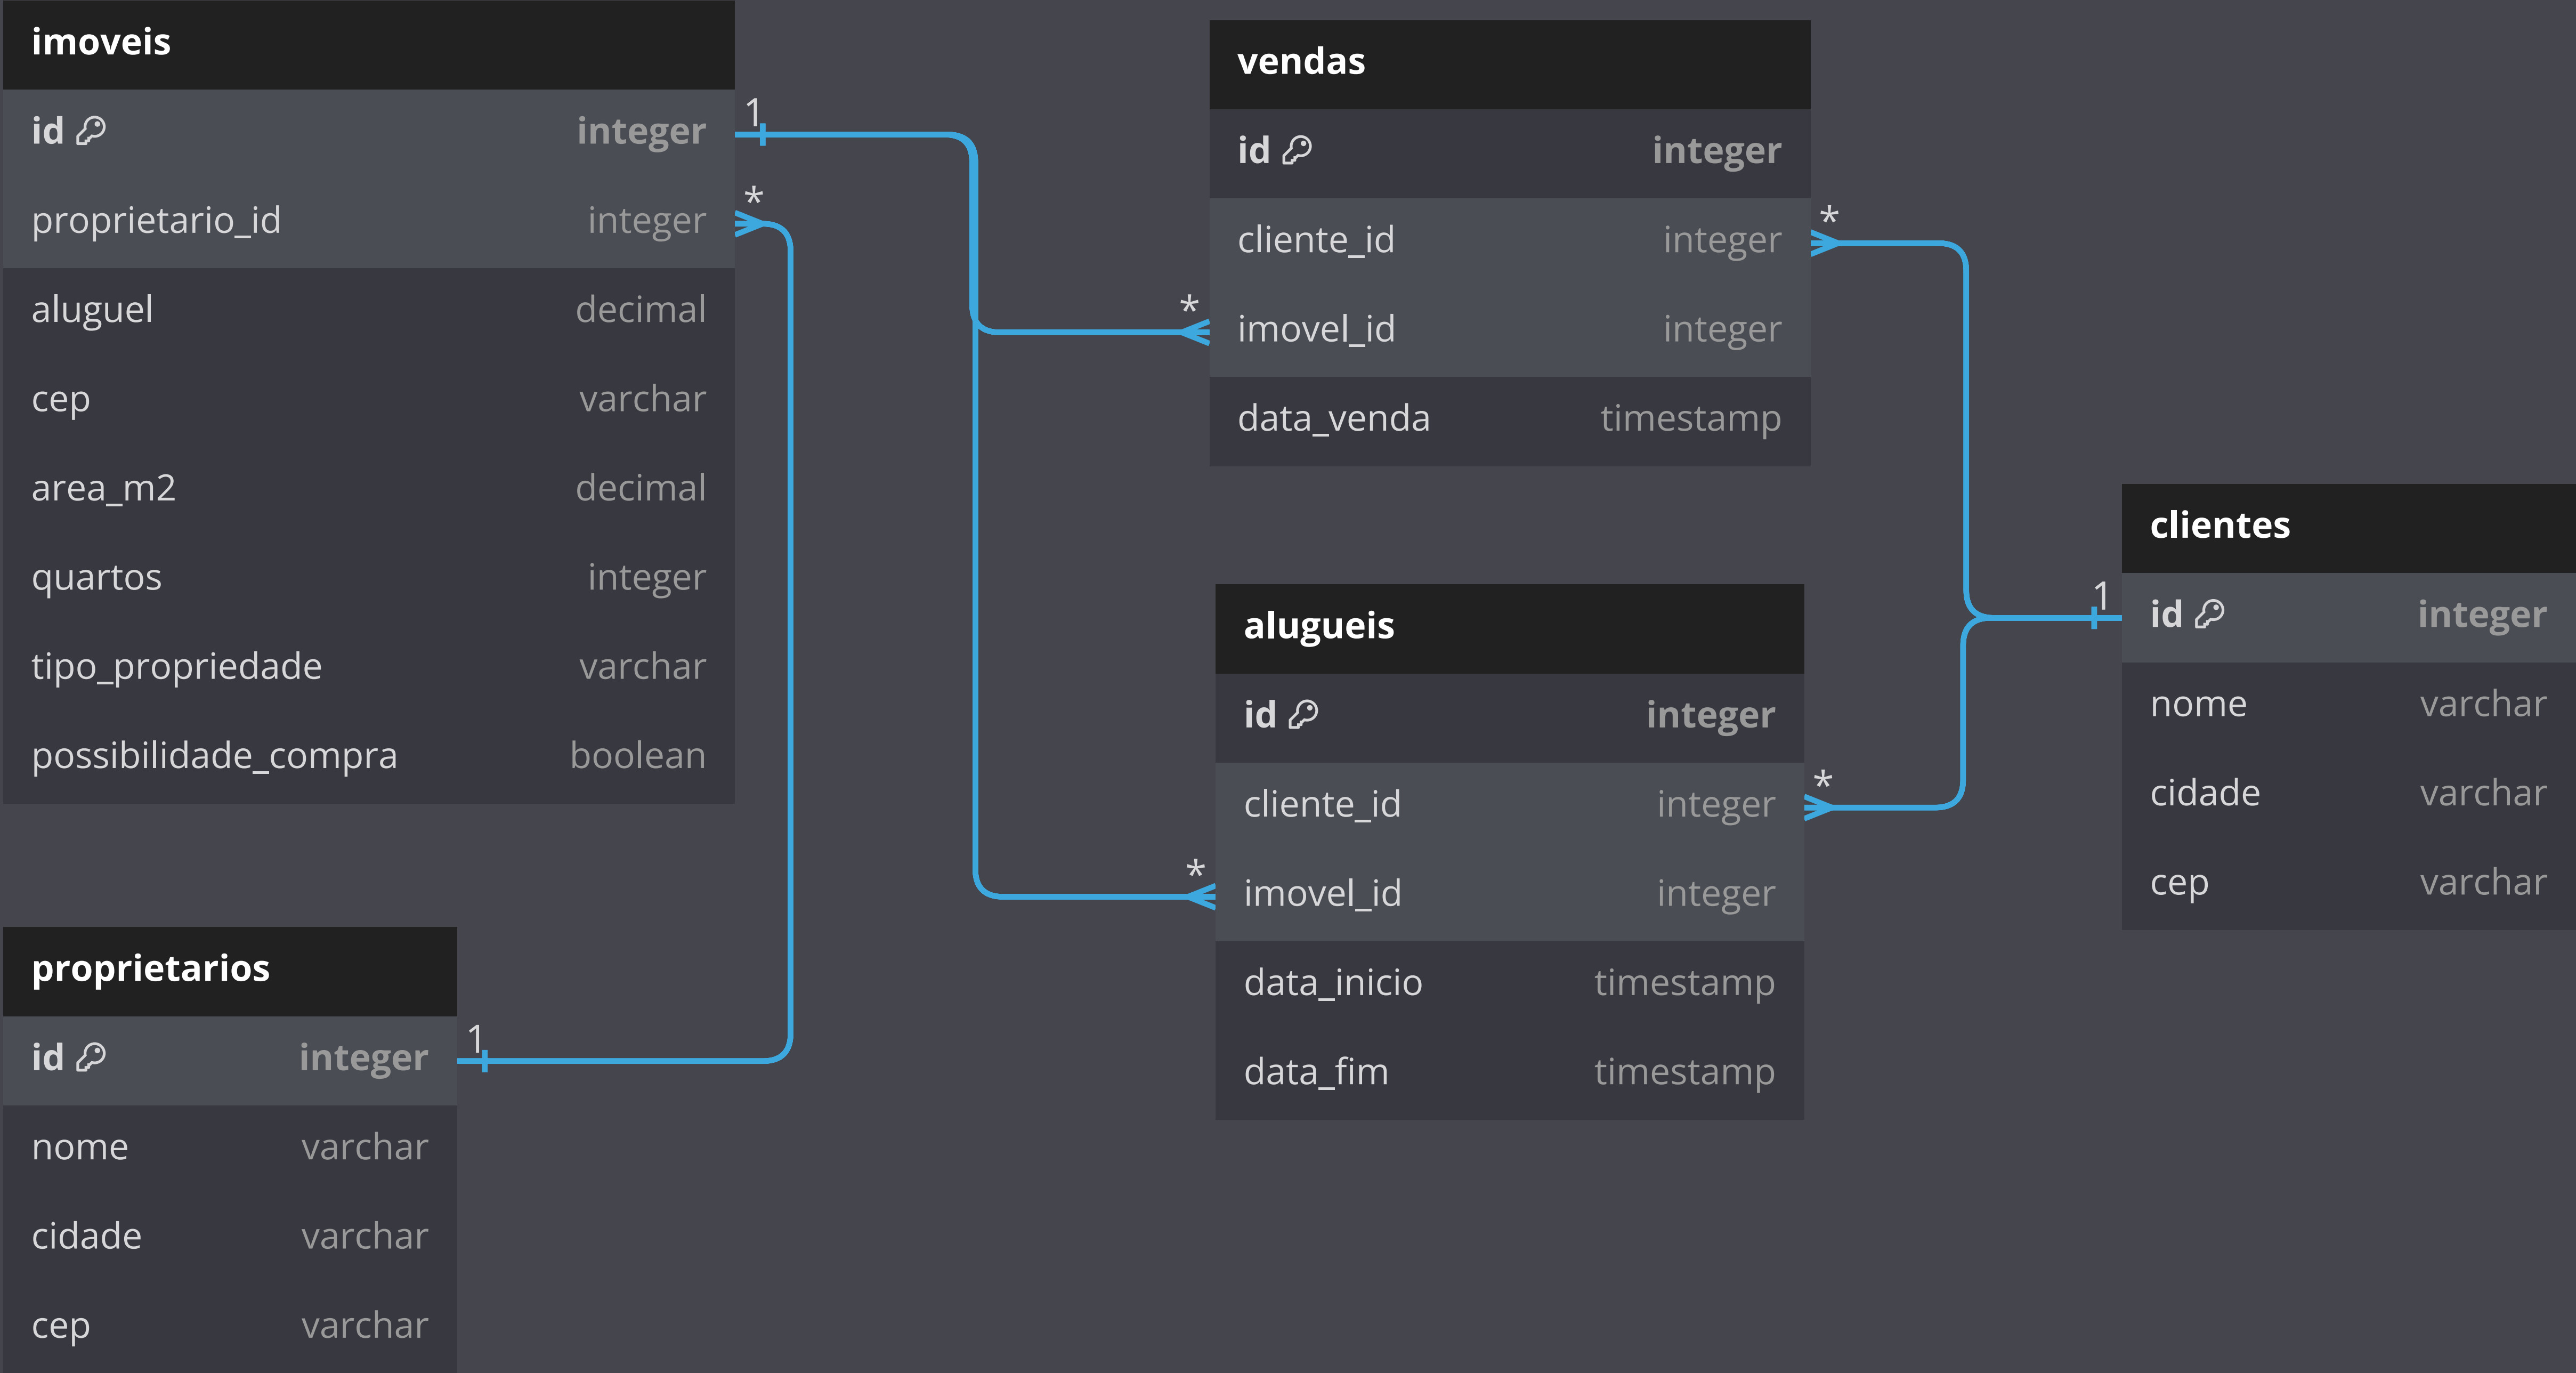 imoveis
id integer
proprietario_id integer
aluguel decimal
cep varchar
area_m2 decimal
quartos integer
tipo_propriedade varchar
possibilidade_compra boolean
1
*
proprietarios
id integer
nome varchar
cidade varchar
cep varchar
1
vendas
id integer
cliente_id integer
imovel_id integer
data_venda timestamp
*
*
alugueis
id integer
cliente_id integer
imovel_id integer
data_inicio timestamp
data_fim timestamp
*
*
clientes
id integer
nome varchar
cidade varchar
cep varchar
1